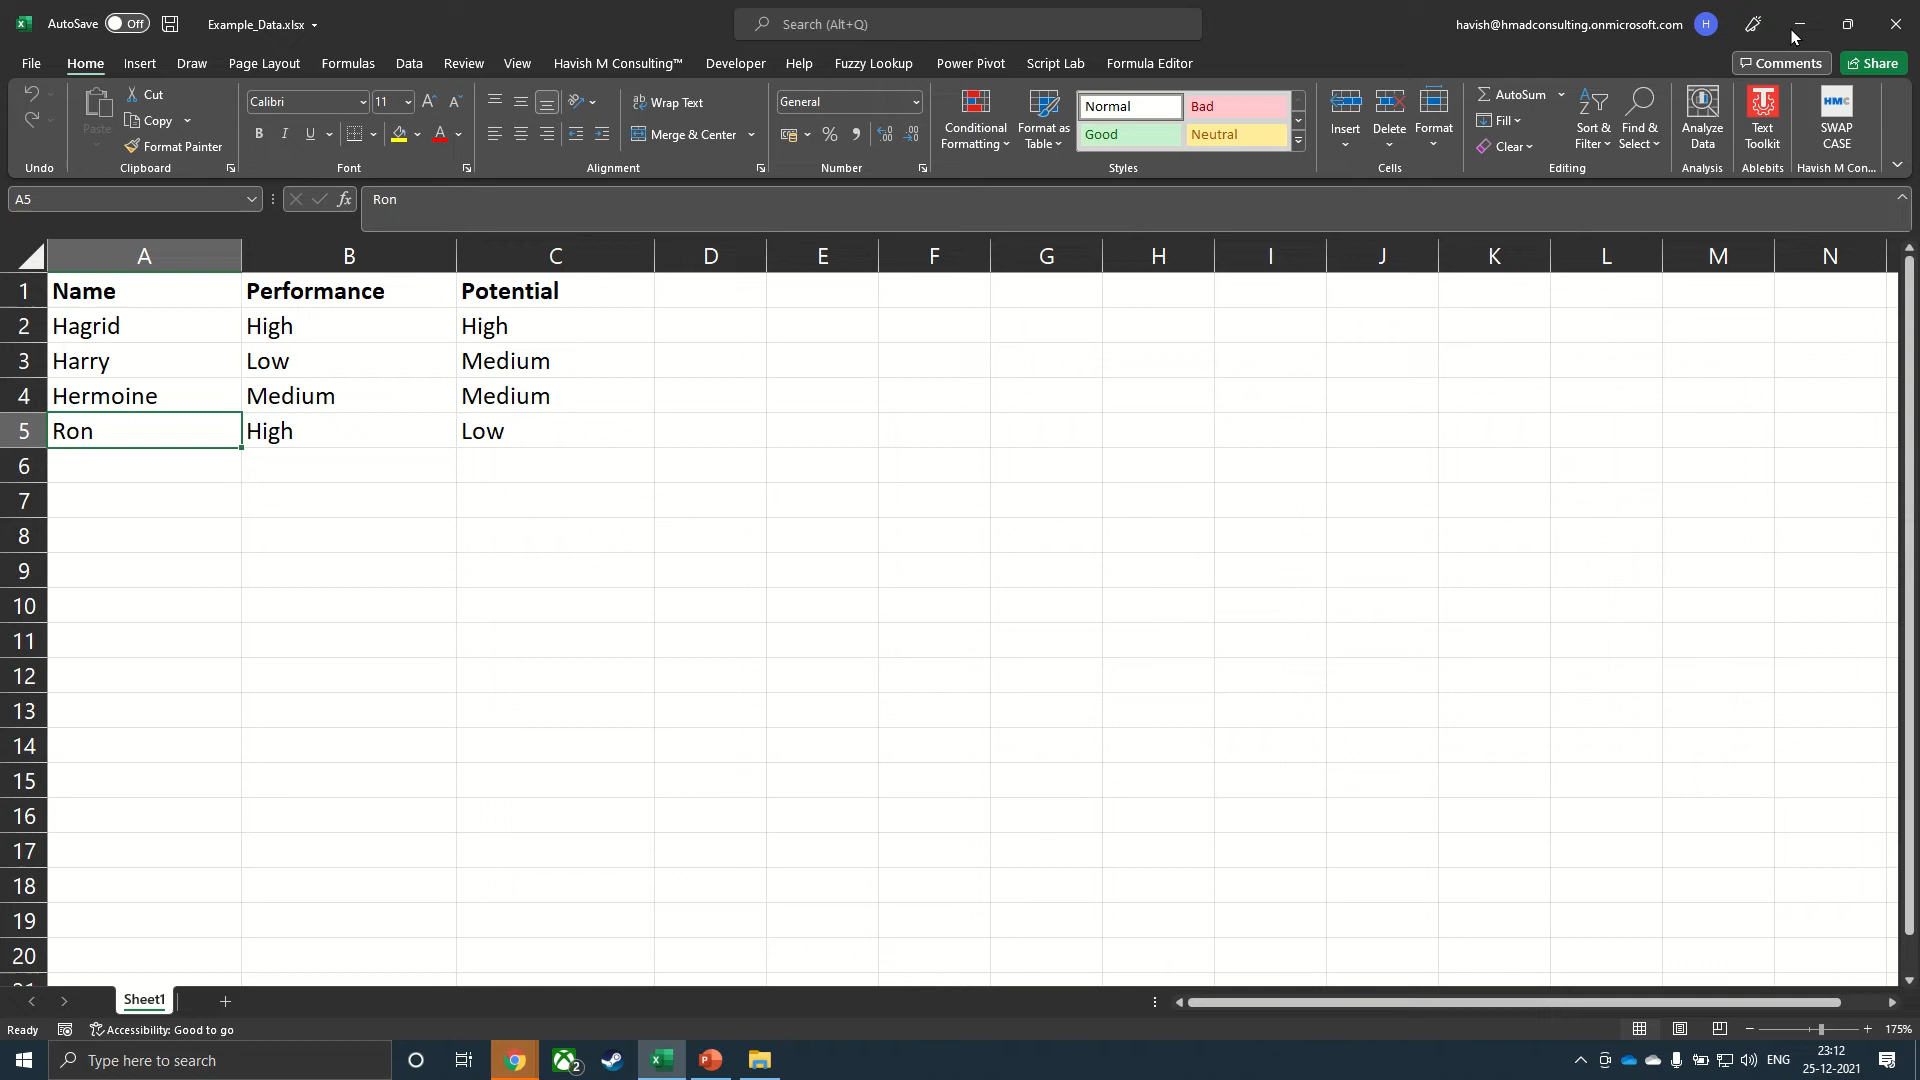 AutoSave Off Example_Data.xlsx Search (Alt+Q) havish@hmadconsulting.onmicrosoft.com H
File Home Insert Draw Page Layout Formulas Data Review View Havish M Consulting™ Developer Help Fuzzy Lookup Power Pivot Script Lab Formula Editor Comments Share
Paste
Cut
Copy
Format Painter
Calibri 11
B I U A
Wrap Text
Merge & Center
General
%
Conditional Formatting
Format as Table
Normal Bad
Good Neutral
Insert Delete Format
AutoSum
Fill
Clear
Sort & Filter
Find & Select
Analyze Data
Text Toolkit
HMC
SWAP CASE
Undo Clipboard Font Alignment Number Styles Cells Editing Analysis Ablebits Havish M Con...
A5 fx Ron
A B C D E F G H I J K L M N
1 Name Performance Potential
2 Hagrid High High
3 Harry Low Medium
4 Hermoine Medium Medium
5 Ron High Low
6
7
8
9
10
11
12
13
14
15
16
17
18
19
20
Sheet1
Ready Accessibility: Good to go 175%
Type here to search 2 ENG 23:12
25-12-2021